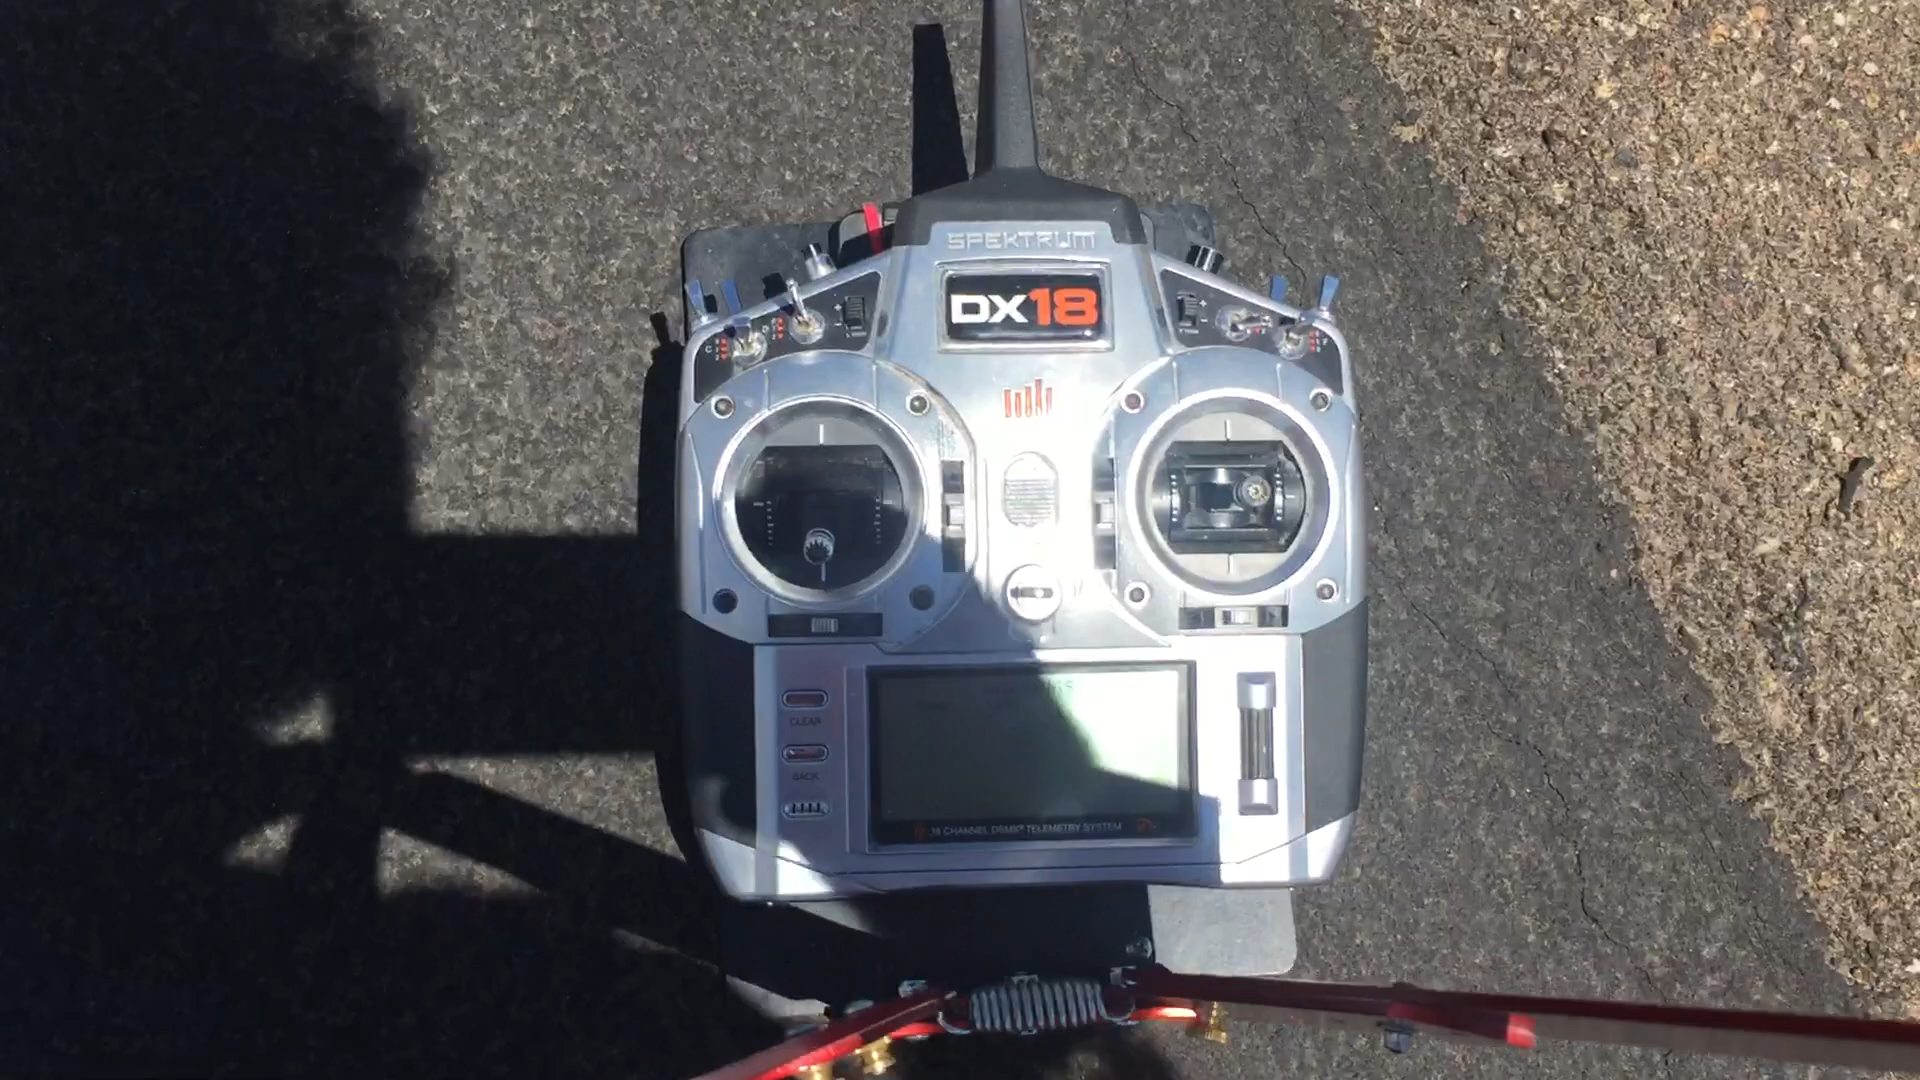 SPEKTRUM
DX18
CLEAR
BACK
18 CHANNEL DSMX® TELEMETRY SYSTEM